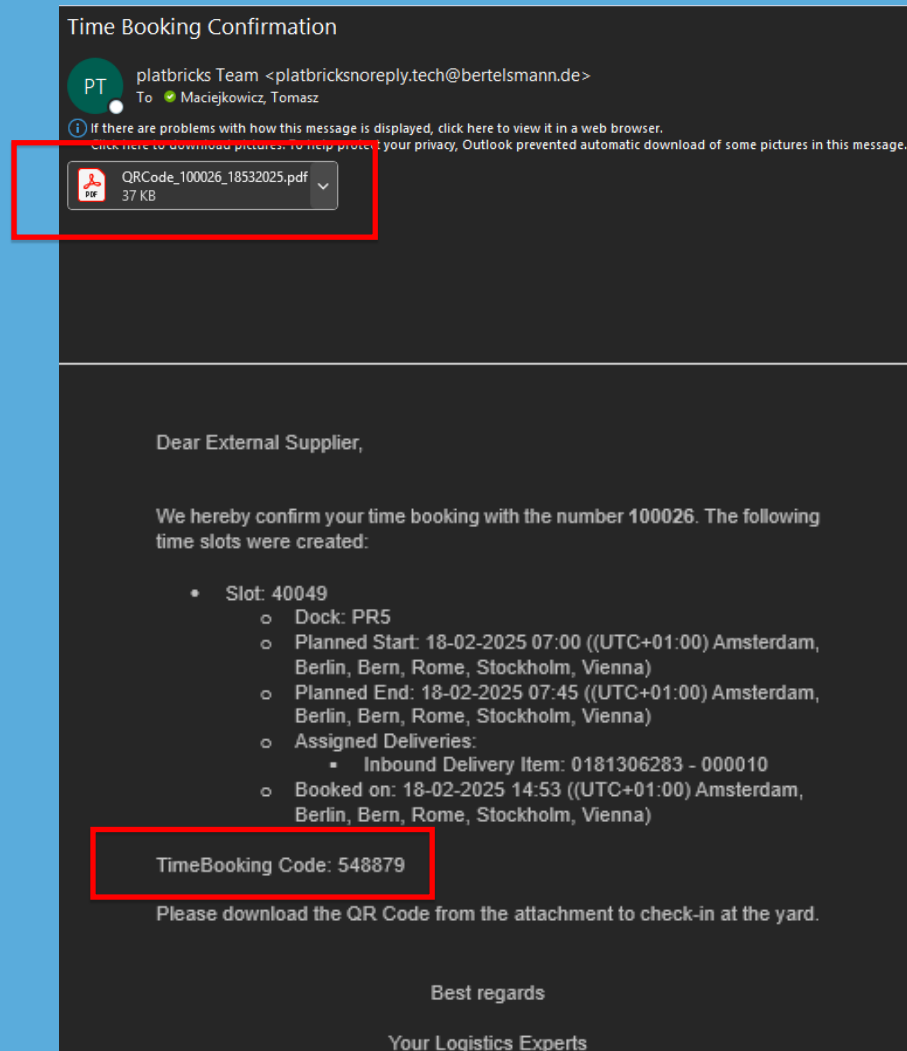 Time Booking Confirmation
PT
platbricks Team <platbricksnoreply.tech@bertelsmann.de>
To Maciejkowicz, Tomasz
If there are problems with how this message is displayed, click here to view it in a web browser.
Click here to download pictures. To help protect your privacy, Outlook prevented automatic download of some pictures in this message.
PDF
QRCode_100026_18532025.pdf
37 KB
Dear External Supplier,
We hereby confirm your time booking with the number 100026. The following
time slots were created:
• Slot: 40049
o Dock: PR5
o Planned Start: 18-02-2025 07:00 ((UTC+01:00) Amsterdam,
Berlin, Bern, Rome, Stockholm, Vienna)
o Planned End: 18-02-2025 07:45 ((UTC+01:00) Amsterdam,
Berlin, Bern, Rome, Stockholm, Vienna)
o Assigned Deliveries:
▪ Inbound Delivery Item: 0181306283 - 000010
o Booked on: 18-02-2025 14:53 ((UTC+01:00) Amsterdam,
Berlin, Bern, Rome, Stockholm, Vienna)
TimeBooking Code: 548879
Please download the QR Code from the attachment to check-in at the yard.
Best regards
Your Logistics Experts